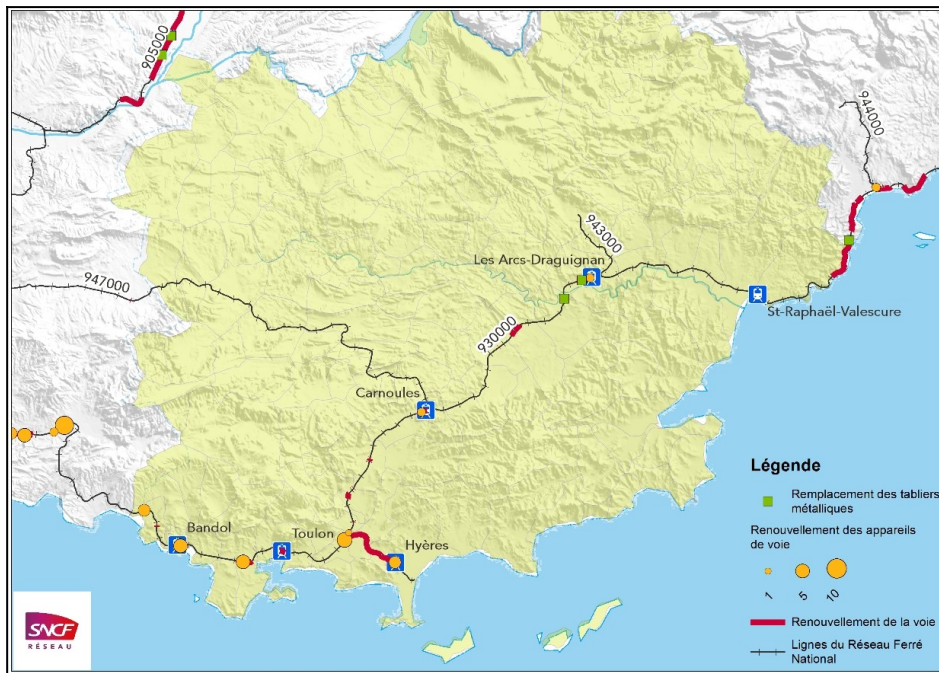 905000
944000
943000
Les Arcs-Draguignan
947000
St-Raphaël-Valescure
930000
Carnoules
Bandol
Toulon
Hyères
Légende
Remplacement des tabliers
métalliques
Renouvellement des appareils
de voie
1 5 10
Renouvellement de la voie
Lignes du Réseau Ferré
National
SNCF
RÉSEAU